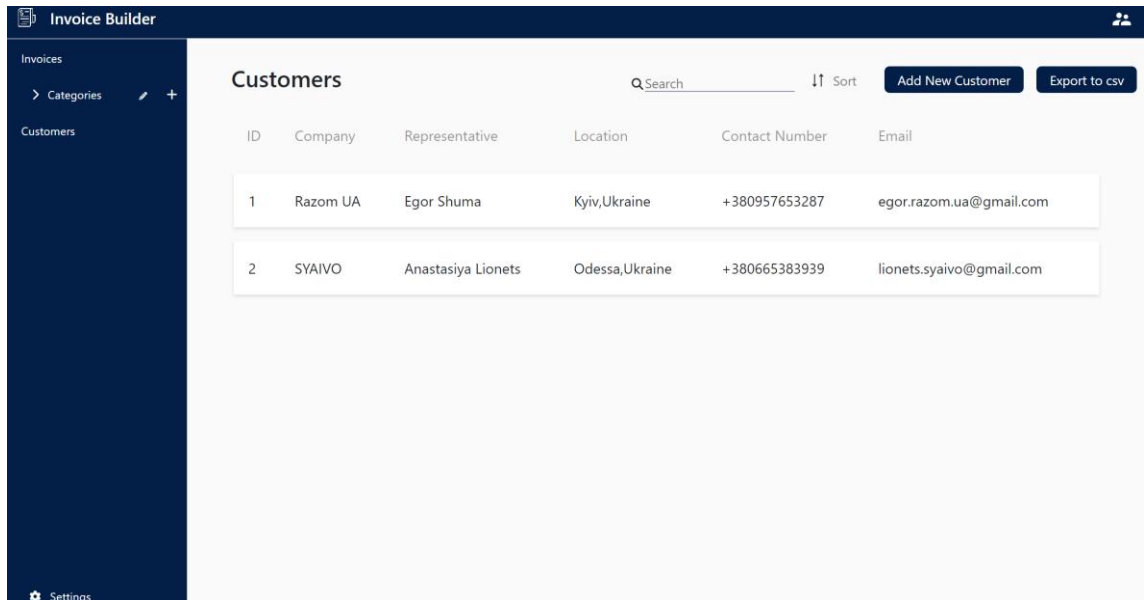 Invoice Builder
Invoices
Categories
Customers
Settings
Customers
Search
Sort
Add New Customer
Export to csv
ID Company Representative Location Contact Number Email
1 Razom UA Egor Shuma Kyiv,Ukraine +380957653287 egor.razom.ua@gmail.com
2 SYAIVO Anastasiya Lionets Odessa,Ukraine +380665383939 lionets.syaivo@gmail.com